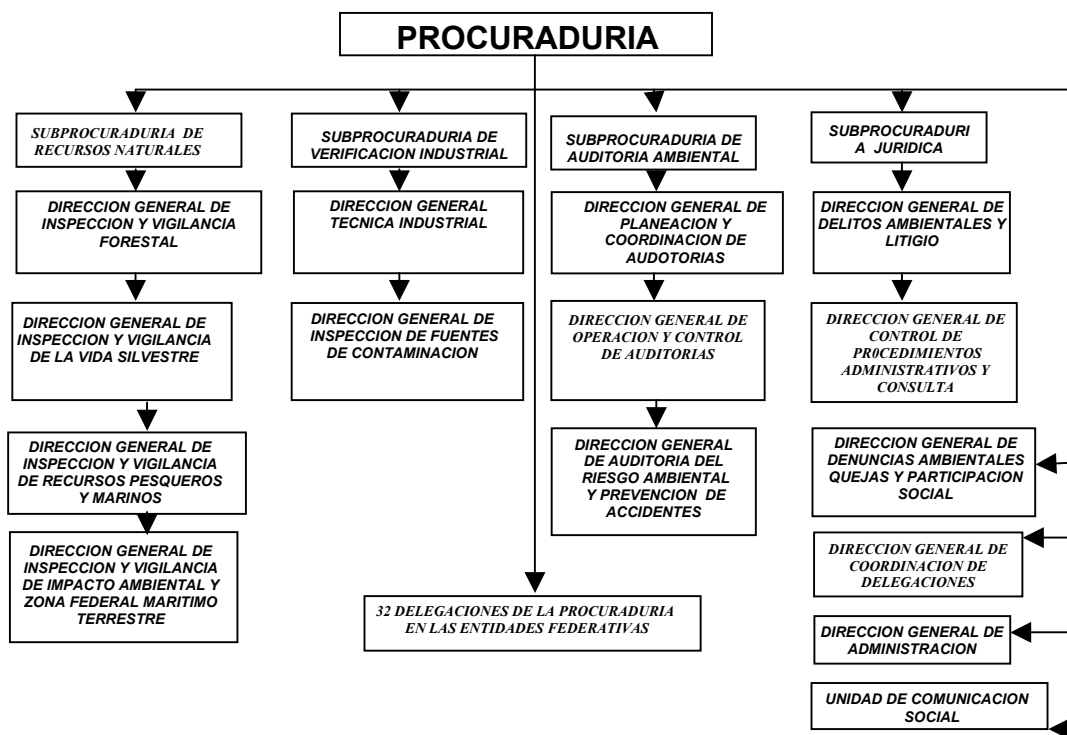 PROCURADURIA
SUBPROCURADURIA DE
RECURSOS NATURALES
DIRECCION GENERAL DE
INSPECCION Y VIGILANCIA
FORESTAL
DIRECCION GENERAL DE
INSPECCION Y VIGILANCIA
DE LA VIDA SILVESTRE
DIRECCION GENERAL DE
INSPECCION Y VIGILANCIA
DE RECURSOS PESQUEROS
Y MARINOS
DIRECCION GENERAL DE
INSPECCION Y VIGILANCIA
DE IMPACTO AMBIENTAL Y
ZONA FEDERAL MARITIMO
TERRESTRE
SUBPROCURADURIA DE
VERIFICACION INDUSTRIAL
DIRECCION GENERAL
TECNICA INDUSTRIAL
DIRECCION GENERAL DE
INSPECCION DE FUENTES
DE CONTAMINACION
32 DELEGACIONES DE LA PROCURADURIA
EN LAS ENTIDADES FEDERATIVAS
SUBPROCURADURIA DE
AUDITORIA AMBIENTAL
DIRECCION GENERAL DE
PLANEACION Y
COORDINACION DE
AUDOTORIAS
DIRECCION GENERAL DE
OPERACION Y CONTROL
DE AUDITORIAS
DIRECCION GENERAL
DE AUDITORIA DEL
RIESGO AMBIENTAL
Y PREVENCION DE
ACCIDENTES
SUBPROCURADURI
A JURIDICA
DIRECCION GENERAL DE
DELITOS AMBIENTALES Y
LITIGIO
DIRECCION GENERAL DE
CONTROL DE
PR0CEDIMIENTOS
ADMINISTRATIVOS Y
CONSULTA
DIRECCION GENERAL DE
DENUNCIAS AMBIENTALES
QUEJAS Y PARTICIPACION
SOCIAL
DIRECCION GENERAL DE
COORDINACION DE
DELEGACIONES
DIRECCION GENERAL DE
ADMINISTRACION
UNIDAD DE COMUNICACION
SOCIAL